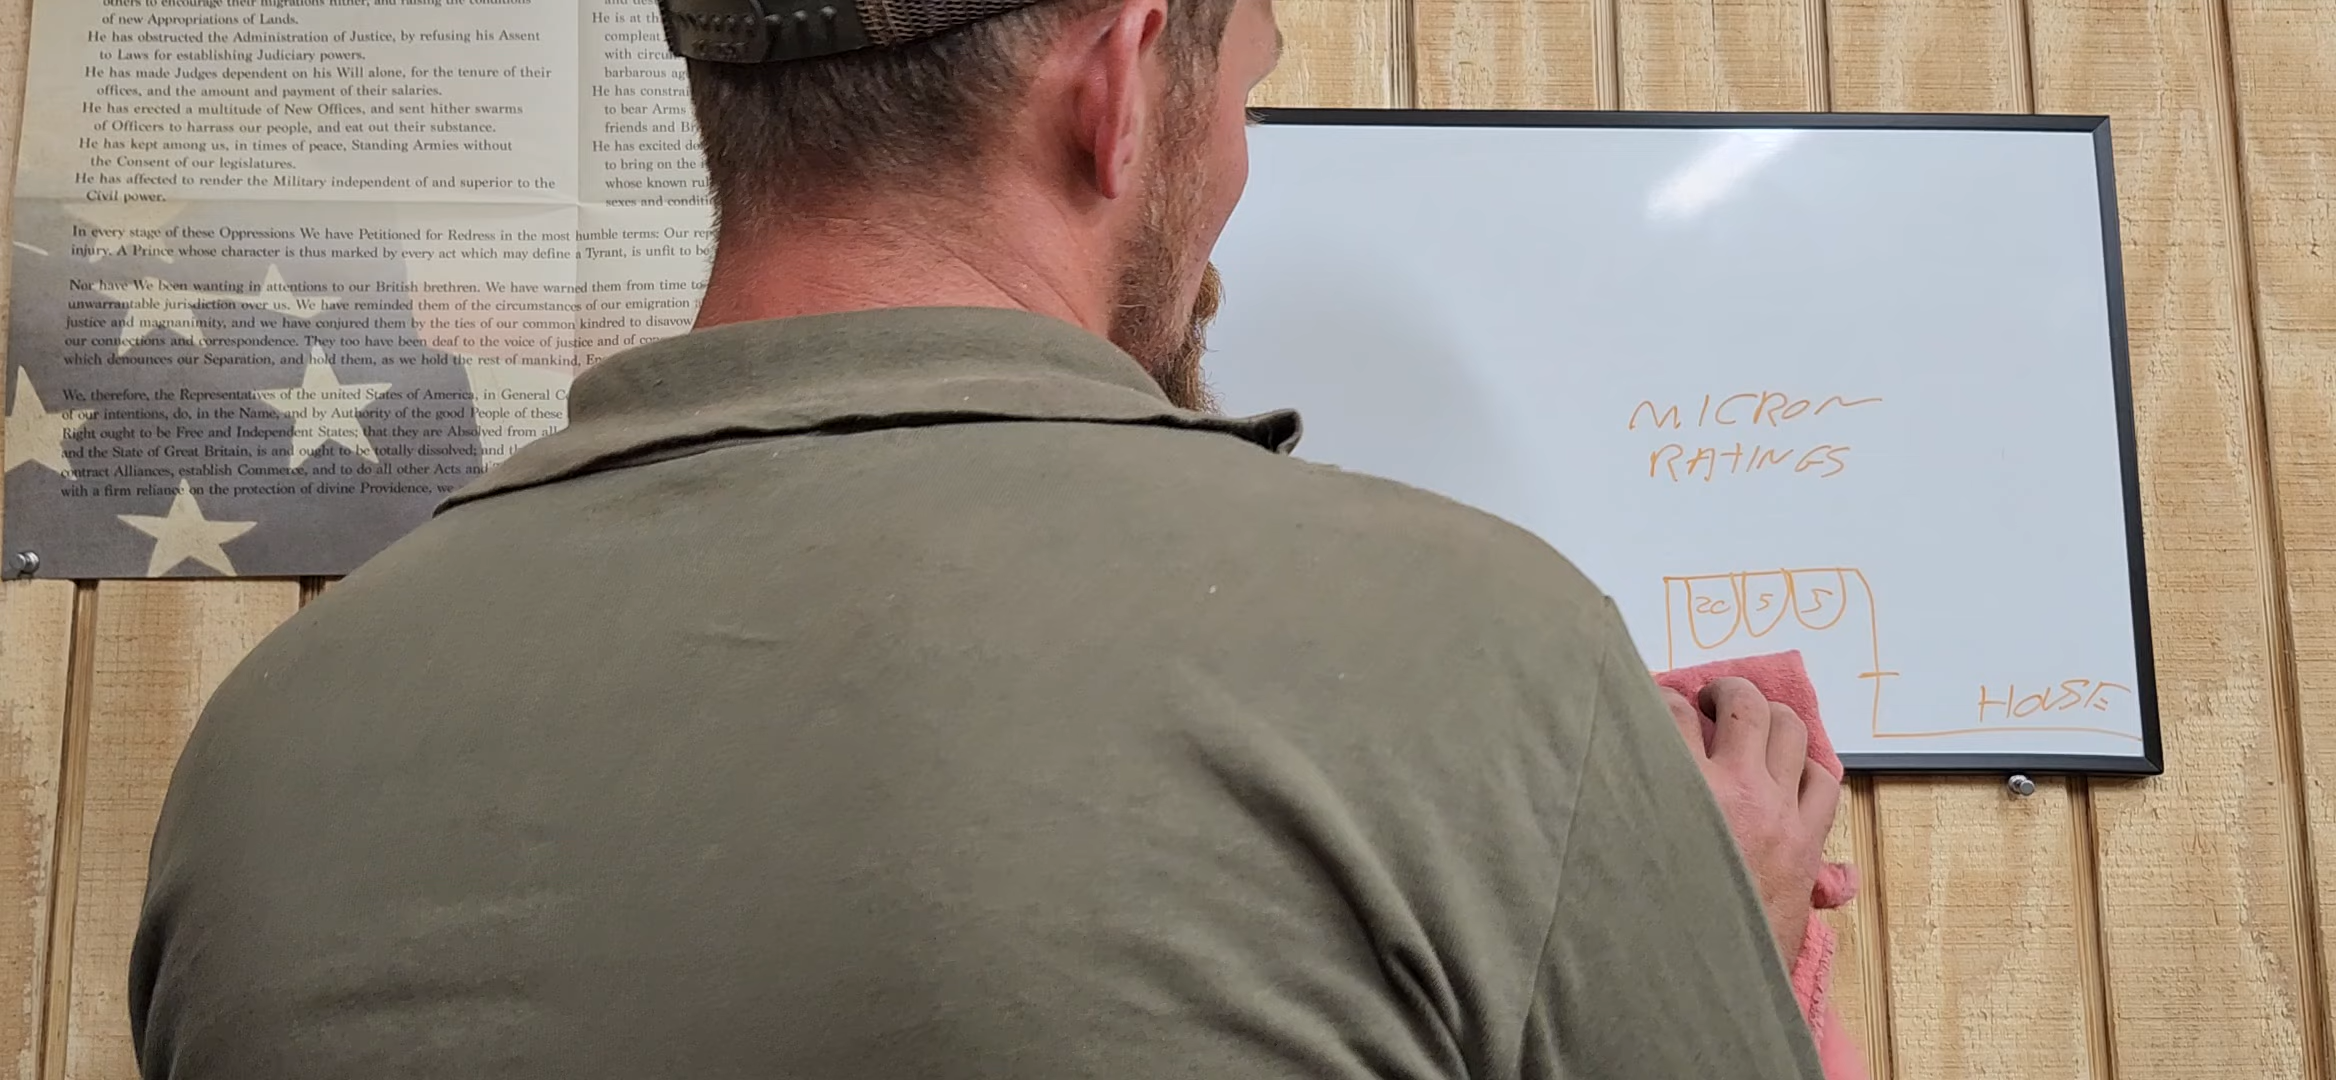 others to encourage their migrations hither, and raising the conditions
of new Appropriations of Lands.
He has obstructed the Administration of Justice, by refusing his Assent
to Laws for establishing Judiciary powers.
He has made Judges dependent on his Will alone, for the tenure of their
offices, and the amount and payment of their salaries.
He has erected a multitude of New Offices, and sent hither swarms
of Officers to harrass our people, and eat out their substance.
He has kept among us, in times of peace, Standing Armies without
the Consent of our legislatures.
He has affected to render the Military independent of and superior to the
Civil power.
He is at
compleat
with
barbarous
He has
to bear Arms
friends and
He has excited
to bring on the
whose known
sexes and
In every stage of these Oppressions We have Petitioned for Redress in the most humble terms: Our
injury. A Prince whose character is thus marked by every act which may define a Tyrant, is unfit to be
Nor have We been wanting in attentions to our British brethren. We have warned them from time to
unwarrantable jurisdiction over us. We have reminded them of the circumstances of our emigration
justice and magnanimity, and we have conjured them by the ties of our common kindred to disavow
our connections and correspondence. They too have been deaf to the voice of justice and of
which denounces our Separation, and hold them, as we hold the rest of mankind,
We, therefore, the Representatives of the united States of America, in General
of our intentions, do, in the Name, and by Authority of the good People of these
Right ought to be Free and Independent States; that they are Absolved from all
and the State of Great Britain, is and ought to be totally dissolved; and
contract Alliances, establish Commerce, and to do all other Acts and
with a firm reliance on the protection of divine Providence, we
MICRON
RATINGS
20 5 5
HOUSE